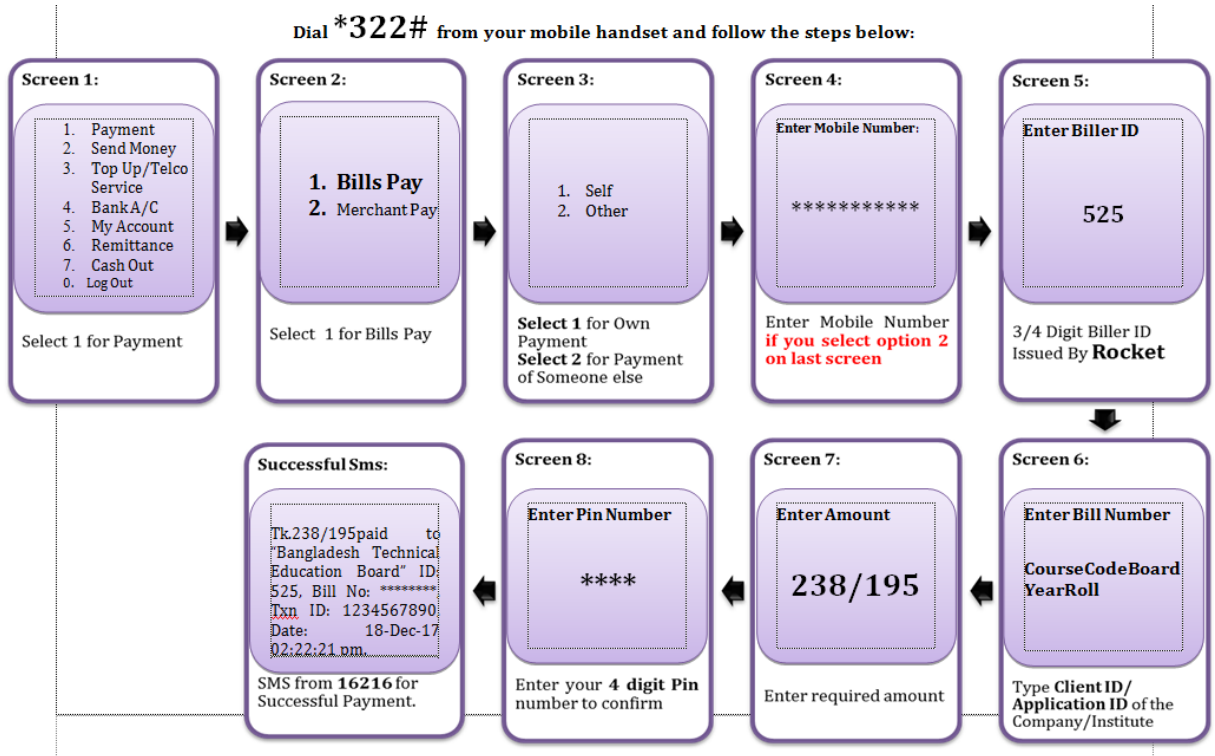 Dial *322# from your mobile handset and follow the steps below:
Screen 1:
1. Payment
2. Send Money
3. Top Up/Telco
Service
4. Bank A/C
5. My Account
6. Remittance
7. Cash Out
0. Log Out
Select 1 for Payment
Screen 2:
1. Bills Pay
2. Merchant Pay
Select 1 for Bills Pay
Screen 3:
1. Self
2. Other
Select 1 for Own
Payment
Select 2 for Payment
of Someone else
Screen 4:
Enter Mobile Number:
***********
Enter Mobile Number
if you select option 2
on last screen
Screen 5:
Enter Biller ID
525
3/4 Digit Biller ID
Issued By Rocket
Screen 6:
Enter Bill Number
CourseCodeBoard
YearRoll
Type Client ID/
Application ID of the
Company/Institute
Screen 7:
Enter Amount
238/195
Enter required amount
Screen 8:
Enter Pin Number
****
Enter your 4 digit Pin
number to confirm
Successful Sms:
Tk.238/195paid to
"Bangladesh Technical
Education Board" ID:
525, Bill No: ********
Txn ID: 1234567890
Date: 18-Dec-17
02:22:21 pm.
SMS from 16216 for
Successful Payment.